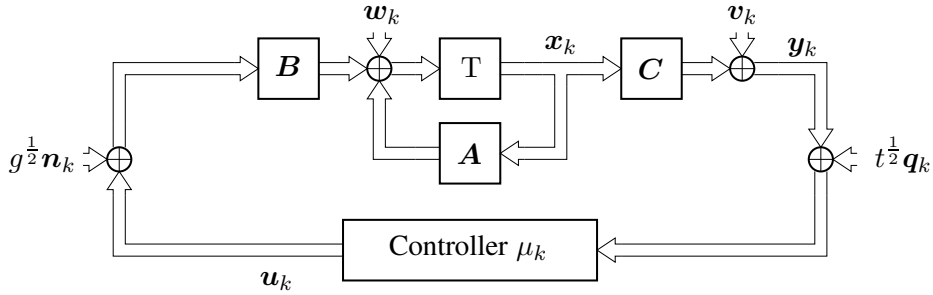 w_k
v_k
B
T
x_k
C
y_k
A
g^{1/2} n_k
t^{1/2} q_k
Controller μ_k
u_k